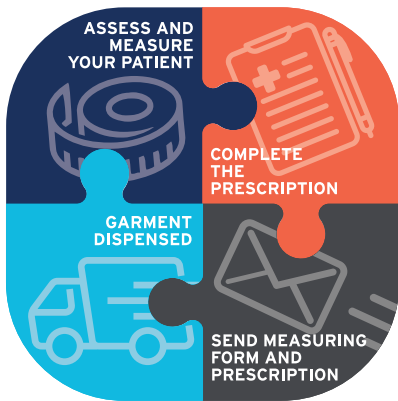 ASSESS AND
MEASURE
YOUR PATIENT
COMPLETE
THE
PRESCRIPTION
GARMENT
DISPENSED
SEND MEASURING
FORM AND
PRESCRIPTION